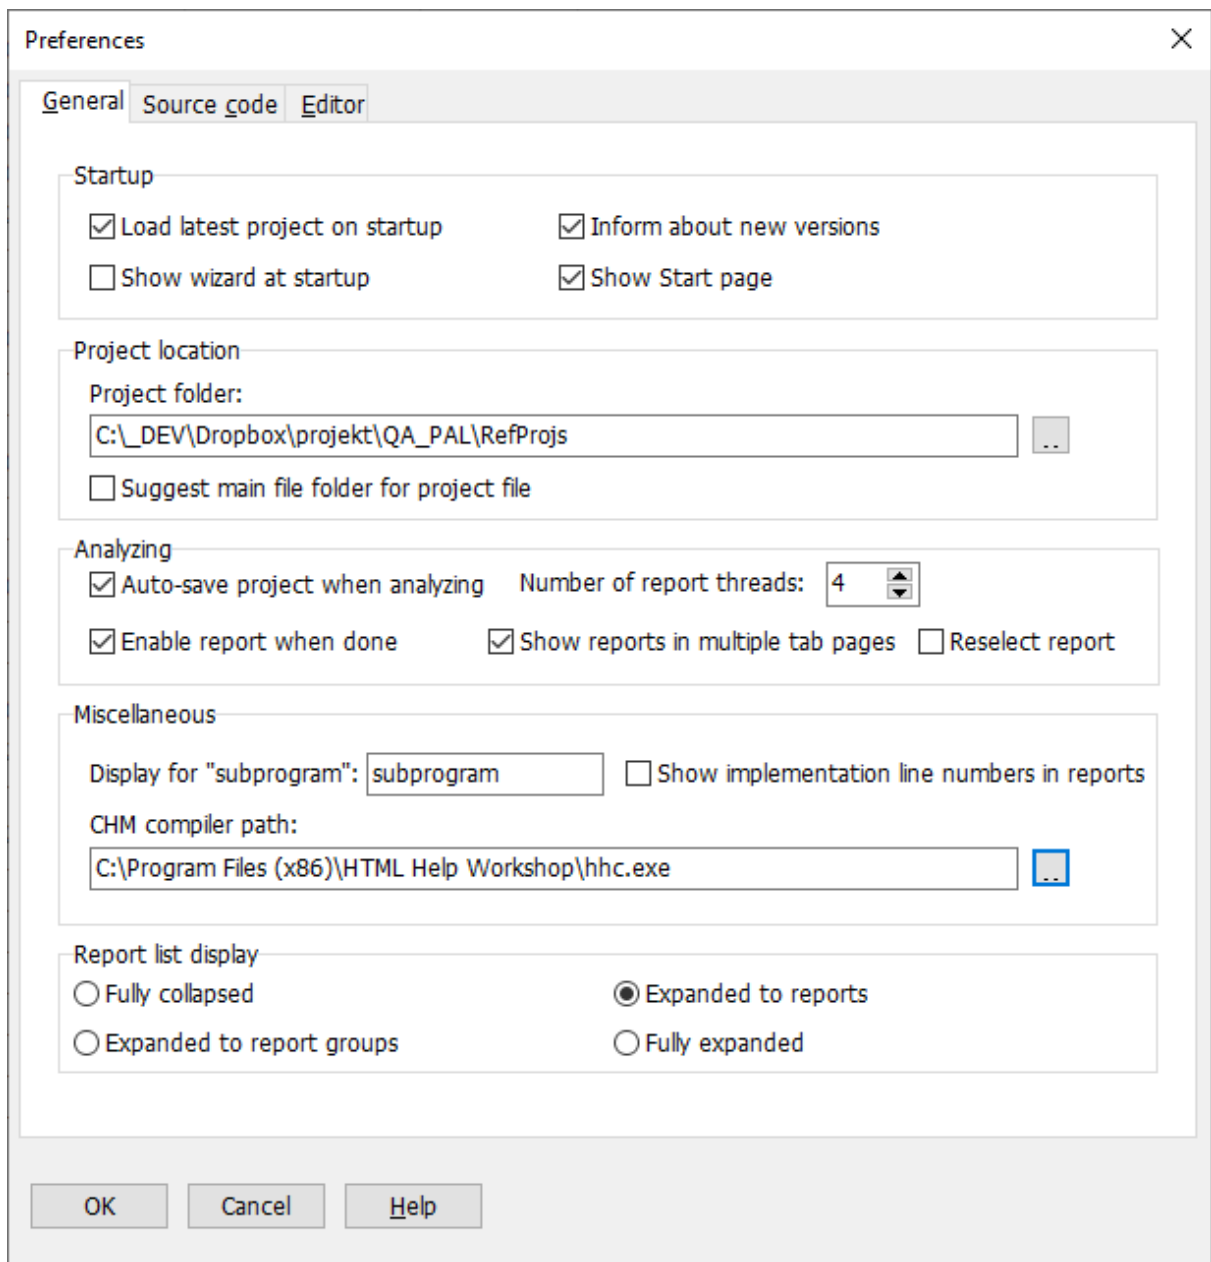 Preferences
General Source code Editor
Startup
Load latest project on startup Inform about new versions
Show wizard at startup Show Start page
Project location
Project folder:
C:\_DEV\Dropbox\projekt\QA_PAL\RefProjs
..
Suggest main file folder for project file
Analyzing
Auto-save project when analyzing Number of report threads: 4
Enable report when done Show reports in multiple tab pages Reselect report
Miscellaneous
Display for "subprogram": subprogram Show implementation line numbers in reports
CHM compiler path:
C:\Program Files (x86)\HTML Help Workshop\hhc.exe
..
Report list display
Fully collapsed Expanded to reports
Expanded to report groups Fully expanded
OK Cancel Help